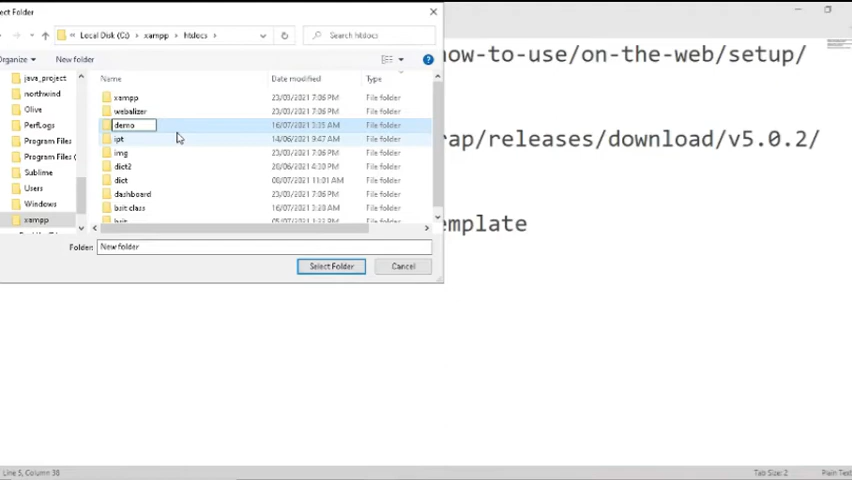 Select Folder
« Local Disk (C:) › xampp › htdocs ›
Search htdocs
Organize
New folder
Name
Date modified
Type
java_project
northwind
Olive
PerfLogs
Program Files
Program Files (
Sublime
Users
Windows
xampp
xampp 23/03/2021 7:06 PM File folder
webalizer 23/03/2021 7:06 PM File folder
demo 16/07/2021 3:35 AM File folder
ipt 14/06/2021 9:47 AM File folder
img 23/03/2021 7:06 PM File folder
dict2 20/06/2021 4:30 PM File folder
dict 08/07/2021 11:01 AM File folder
dashboard 23/03/2021 7:06 PM File folder
bsit class 16/07/2021 3:20 AM File folder
Folder: New folder
Select Folder
Cancel
how-to-use/on-the-web/setup/
rap/releases/download/v5.0.2/
emplate
Line 5, Column 38
Tab Size: 2
Plain Text